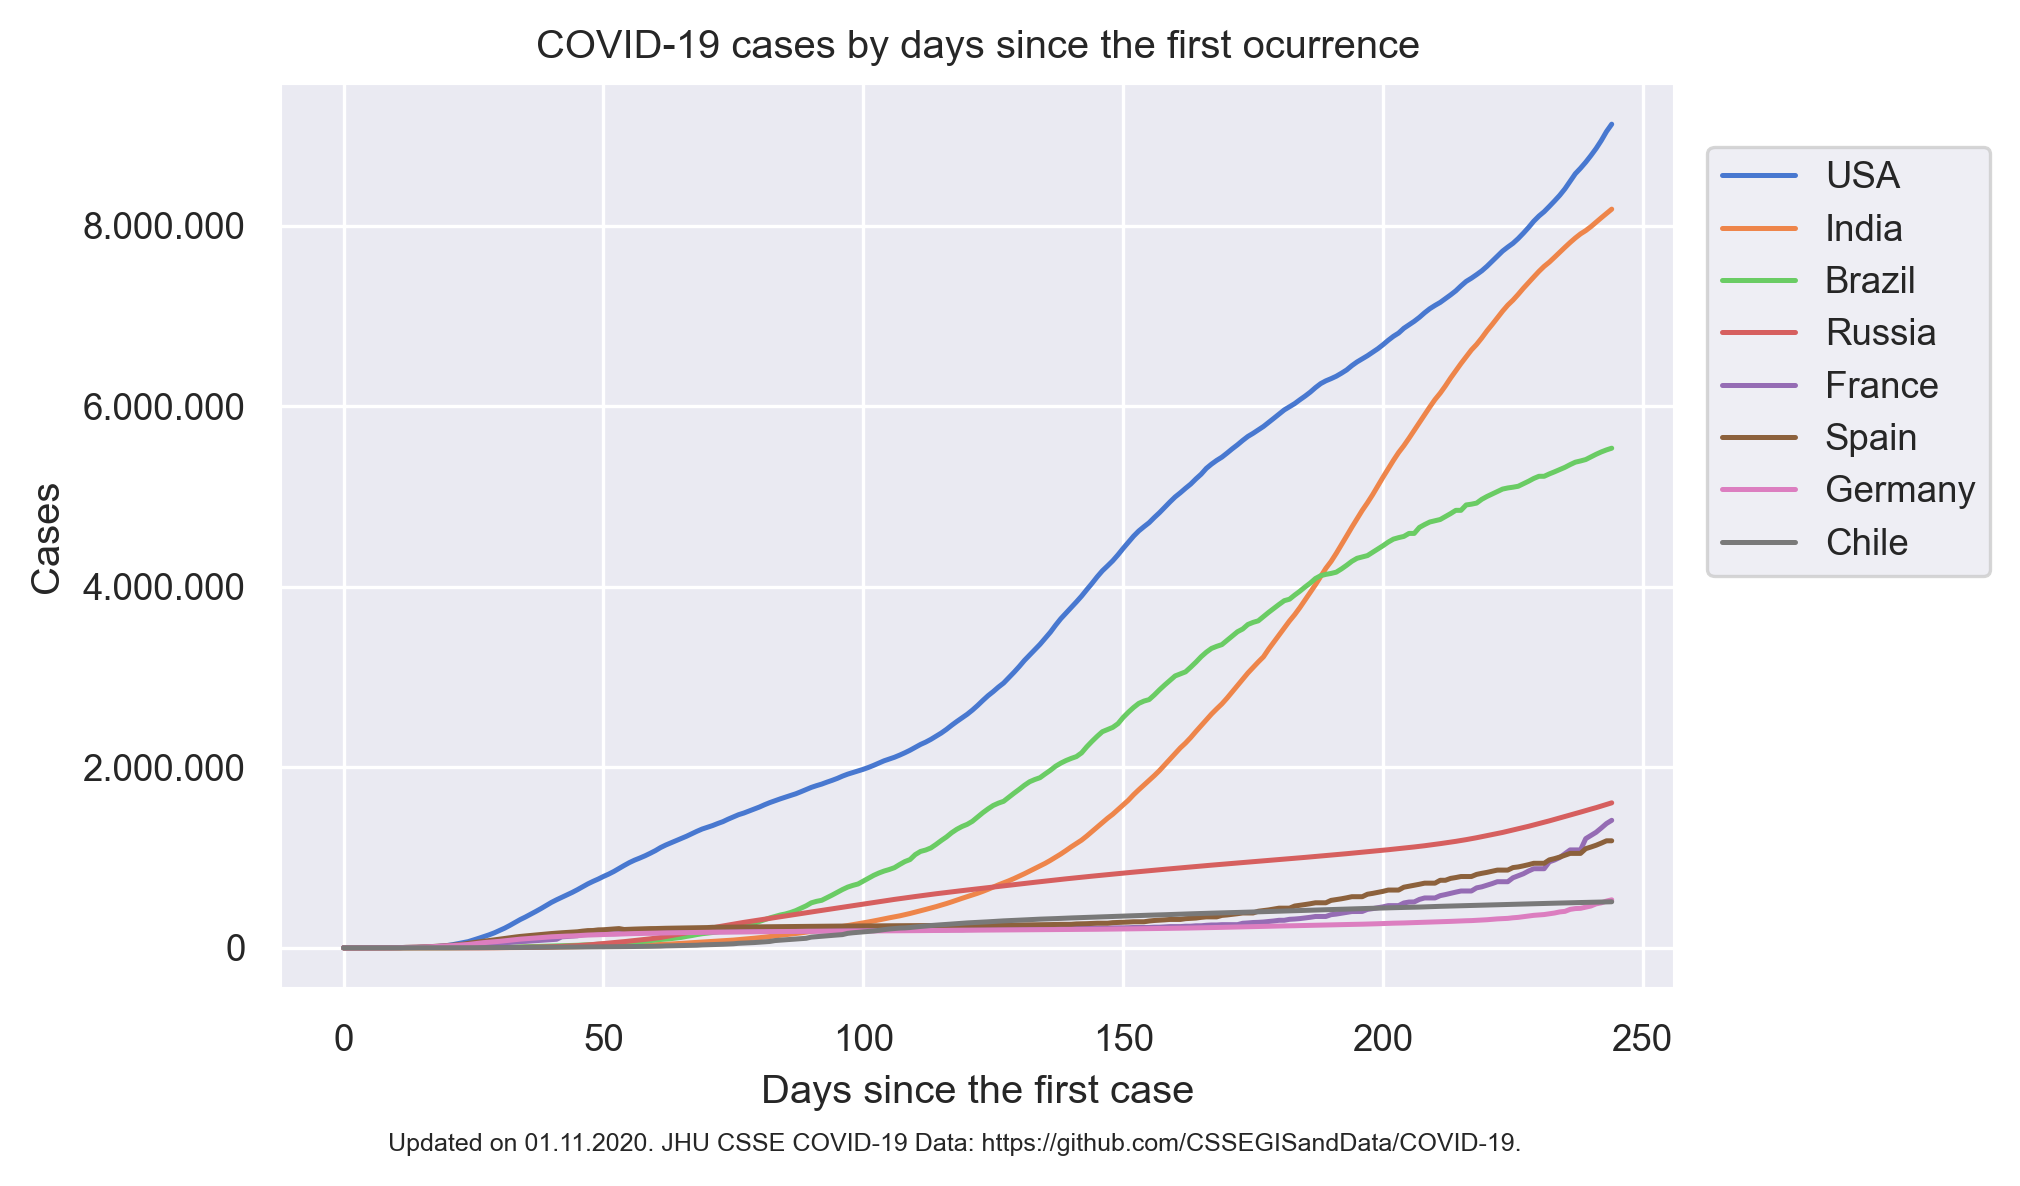 COVID-19 cases by days since the first ocurrence
8.000.000
6.000.000
4.000.000
2.000.000
0
Cases
0 50 100 150 200 250
Days since the first case
USA
India
Brazil
Russia
France
Spain
Germany
Chile
Updated on 01.11.2020. JHU CSSE COVID-19 Data: https://github.com/CSSEGISandData/COVID-19.